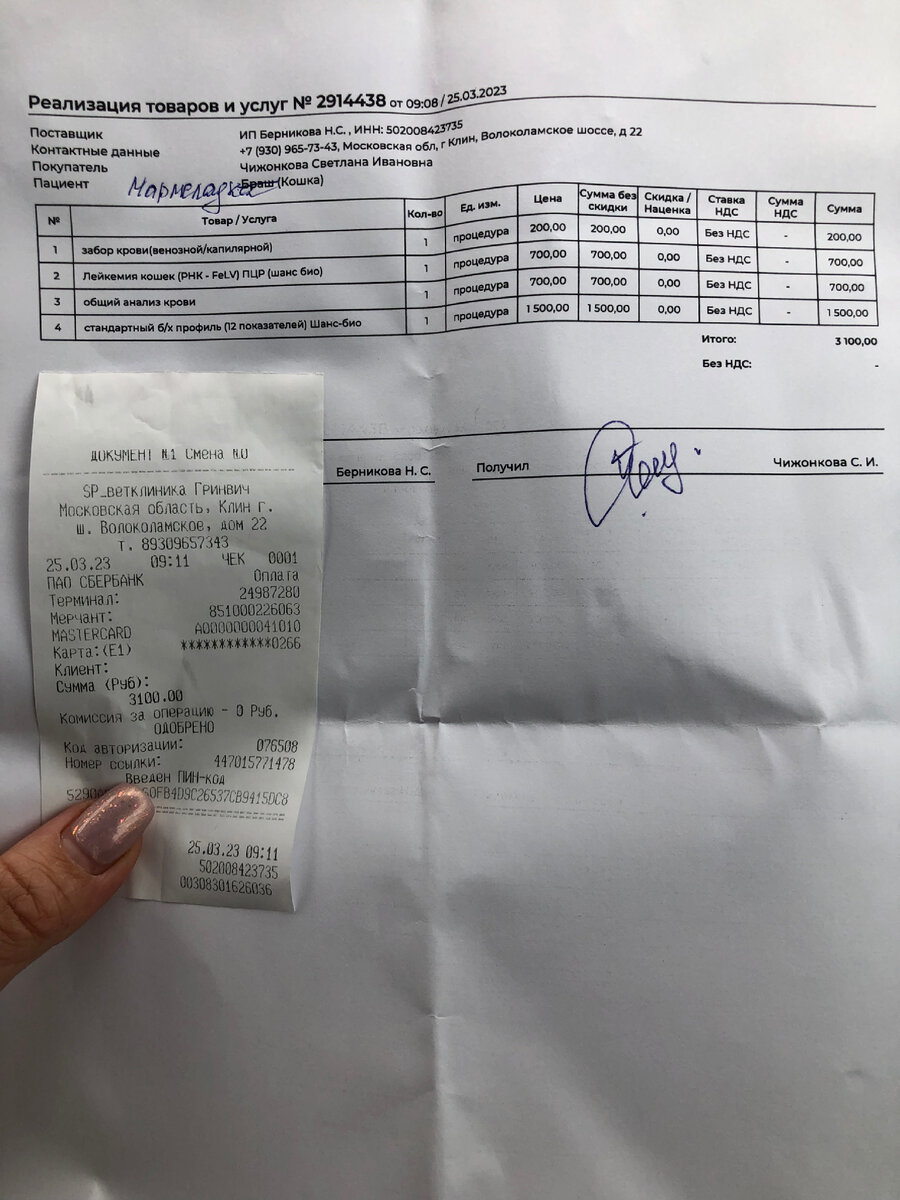 Реализация товаров и услуг № 2914438 от 09:08 / 25.03.2023
Поставщик ИП Берникова Н.С. , ИНН: 502008423735
Контактные данные +7 (930) 965-73-43, Московская обл, г Клин, Волоколамское шоссе, д 22
Покупатель Чижонкова Светлана Ивановна
Пациент Мармеладка Браш (Кошка)
№ Товар / Услуга Кол-во Ед. изм. Цена Сумма без скидки Скидка / Наценка Ставка НДС Сумма НДС Сумма
1 забор крови(венозной/капилярной) 1 процедура 200,00 200,00 0,00 Без НДС - 200,00
2 Лейкемия кошек (РНК - FeLV) ПЦР (шанс био) 1 процедура 700,00 700,00 0,00 Без НДС - 700,00
3 общий анализ крови 1 процедура 700,00 700,00 0,00 Без НДС - 700,00
4 стандартный б/х профиль (12 показателей) Шанс-био 1 процедура 1 500,00 1 500,00 0,00 Без НДС - 1 500,00
Итого: 3 100,00
Без НДС: -
Берникова Н. С. Получил Чижонкова С. И.
ДОКУМЕНТ №1 Смена №0
SP_ветклиника Гринвич
Московская область, Клин г.
ш. Волоколамское, дом 22
т. 89309657343
25.03.23 09:11 ЧЕК 0001
ПАО СБЕРБАНК Оплата
Терминал: 24987280
Мерчант: 851000226063
MASTERCARD A0000000041010
Карта:(E1) ************0266
Клиент:
Сумма (Руб):
3100.00
Комиссия за операцию - 0 Руб.
ОДОБРЕНО
Код авторизации: 076508
Номер ссылки: 447015771478
Введен ПИН-код
25.03.23 09:11
502008423735
00308301626036